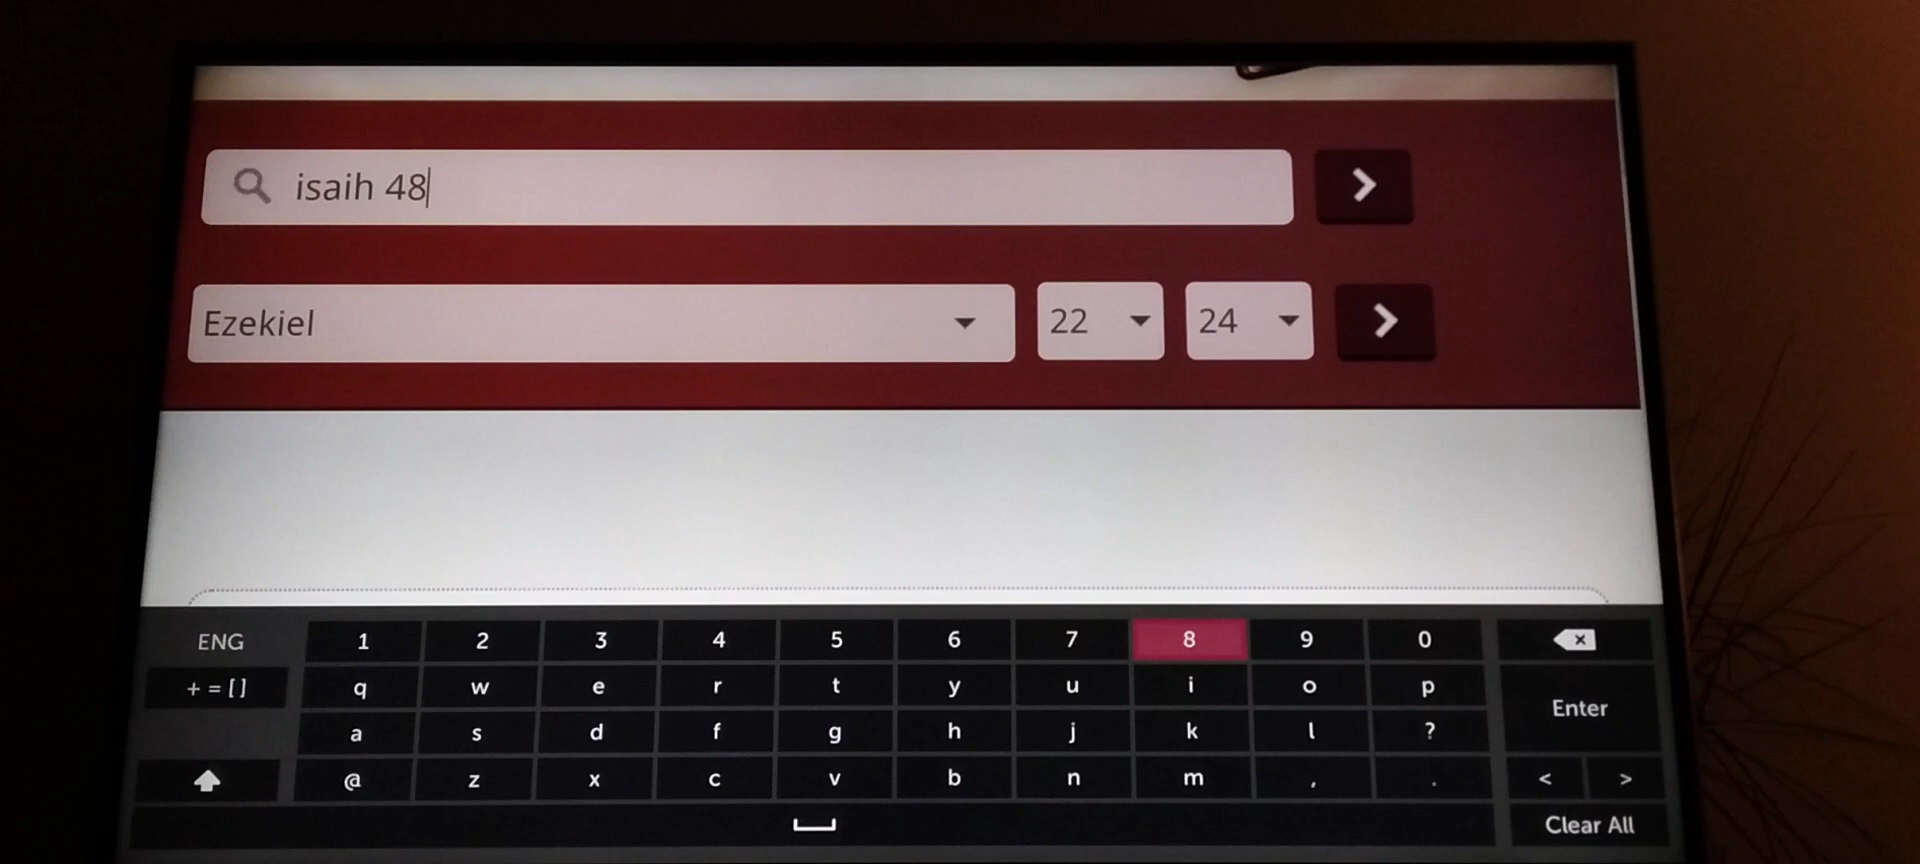 isaih 48
Ezekiel 22 24
ENG 1 2 3 4 5 6 7 8 9 0
+ = [ ] q w e r t y u i o p
Enter
a s d f g h j k l ?
@ z x c v b n m , . < >
Clear All